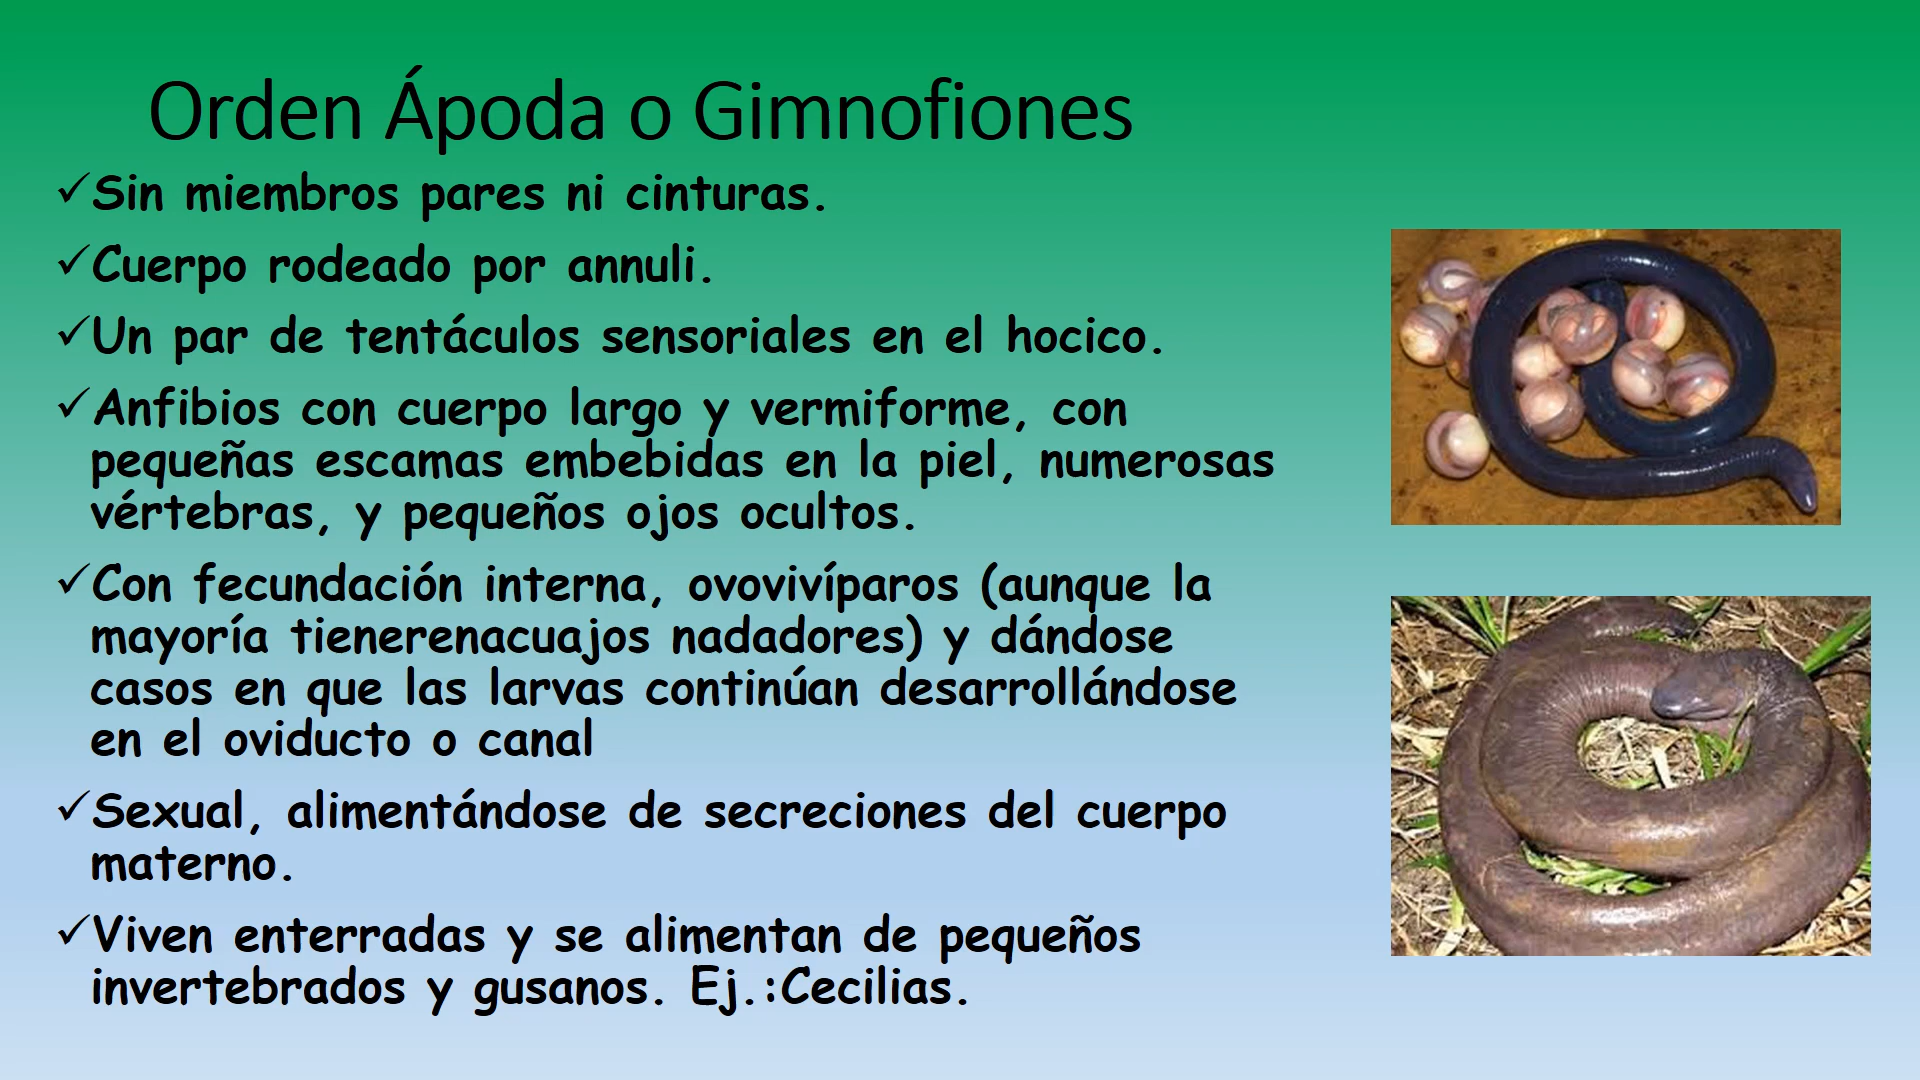 Orden Ápoda o Gimnofiones
✓Sin miembros pares ni cinturas.
✓Cuerpo rodeado por annuli.
✓Un par de tentáculos sensoriales en el hocico.
✓Anfibios con cuerpo largo y vermiforme, con
pequeñas escamas embebidas en la piel, numerosas
vértebras, y pequeños ojos ocultos.
✓Con fecundación interna, ovovivíparos (aunque la
mayoría tienerenacuajos nadadores) y dándose
casos en que las larvas continúan desarrollándose
en el oviducto o canal
✓Sexual, alimentándose de secreciones del cuerpo
materno.
✓Viven enterradas y se alimentan de pequeños
invertebrados y gusanos. Ej.:Cecilias.